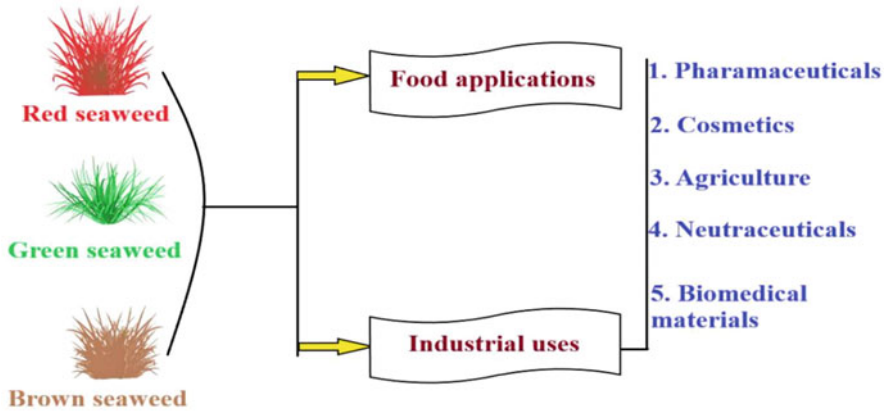 Red seaweed
Green seaweed
Brown seaweed
Food applications
Industrial uses
1. Pharamaceuticals
2. Cosmetics
3. Agriculture
4. Neutraceuticals
5. Biomedical
materials